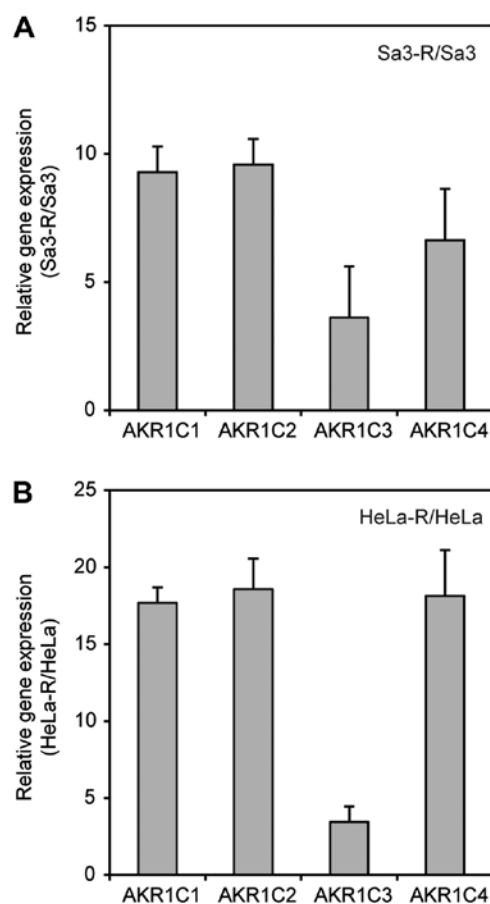 A
Sa3-R/Sa3
Relative gene expression
(Sa3-R/Sa3)
15
10
5
0
AKR1C1 AKR1C2 AKR1C3 AKR1C4
B
HeLa-R/HeLa
Relative gene expression
(HeLa-R/HeLa)
25
20
15
10
5
0
AKR1C1 AKR1C2 AKR1C3 AKR1C4